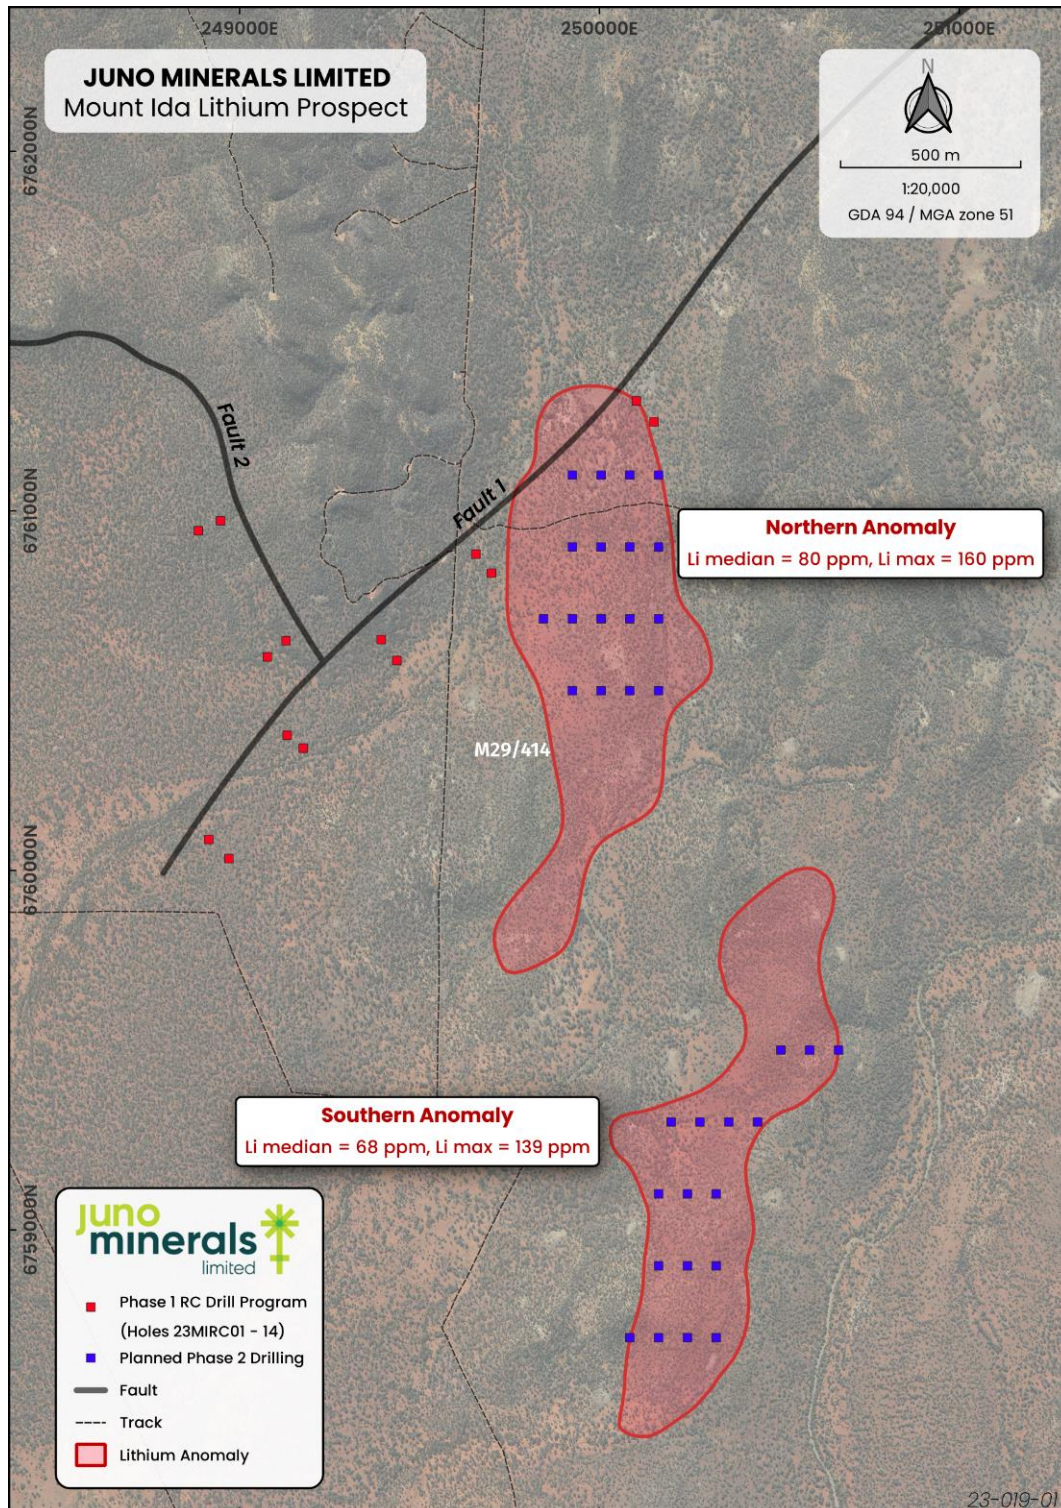 249000E
250000E
251000E
JUNO MINERALS LIMITED
Mount Ida Lithium Prospect
N
500 m
1:20,000
GDA 94 / MGA zone 51
6762000N
Fault 2
6761000N
Fault 1
Northern Anomaly
Li median = 80 ppm, Li max = 160 ppm
M29/414
6760000N
Southern Anomaly
Li median = 68 ppm, Li max = 139 ppm
6759000N
juno
minerals
limited
Phase 1 RC Drill Program
(Holes 23MIRC01 - 14)
Planned Phase 2 Drilling
Fault
Track
Lithium Anomaly
23-019-01